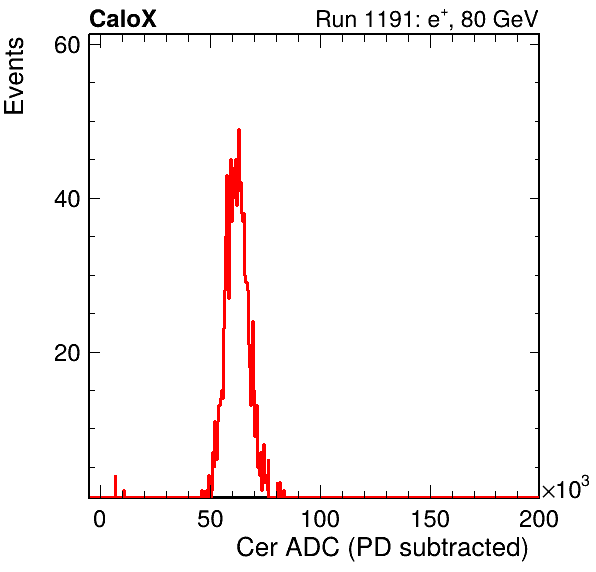 CaloX Run 1191: e⁺, 80 GeV
Events
60
40
20
0 50 100 150 200
×10³
Cer ADC (PD subtracted)